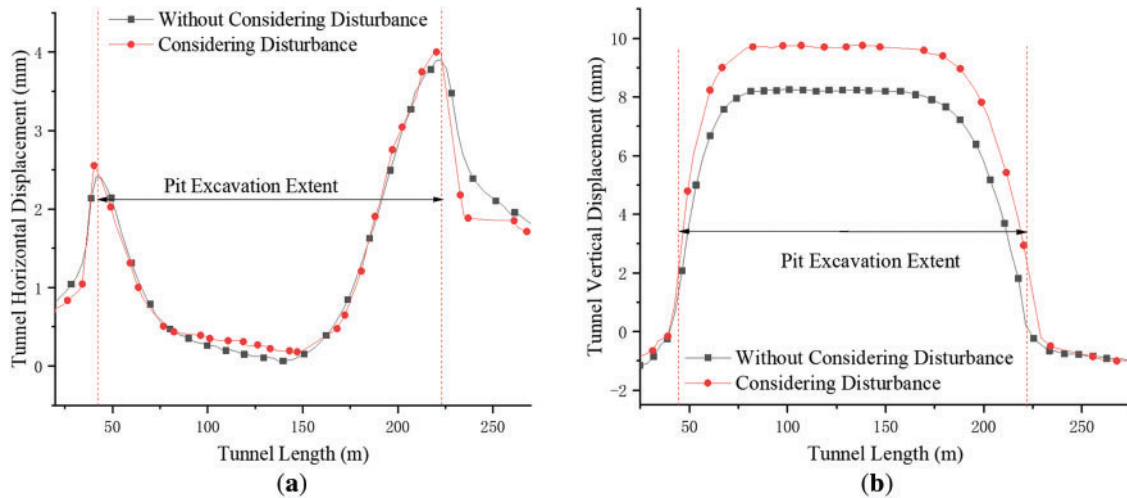 Without Considering Disturbance
Considering Disturbance
Pit Excavation Extent
Tunnel Horizontal Displacement (mm)
4
3
2
1
0
50
100
150
200
250
Tunnel Length (m)
(a)
Tunnel Vertical Displacement (mm)
10
8
6
4
2
0
−2
Pit Excavation Extent
Without Considering Disturbance
Considering Disturbance
50
100
150
200
250
Tunnel Length (m)
(b)